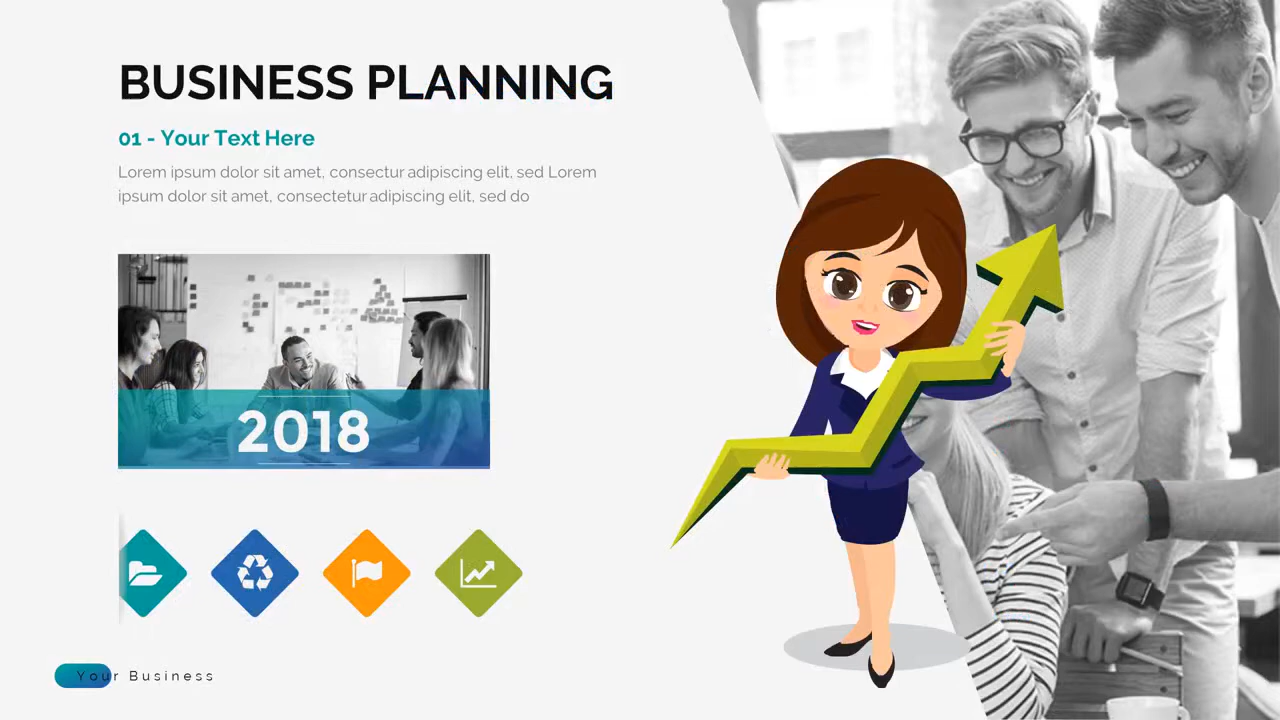 BUSINESS PLANNING
01 - Your Text Here
Lorem ipsum dolor sit amet, consectur adipiscing elit, sed Lorem
ipsum dolor sit amet, consectetur adipiscing elit, sed do
2018
Your Business